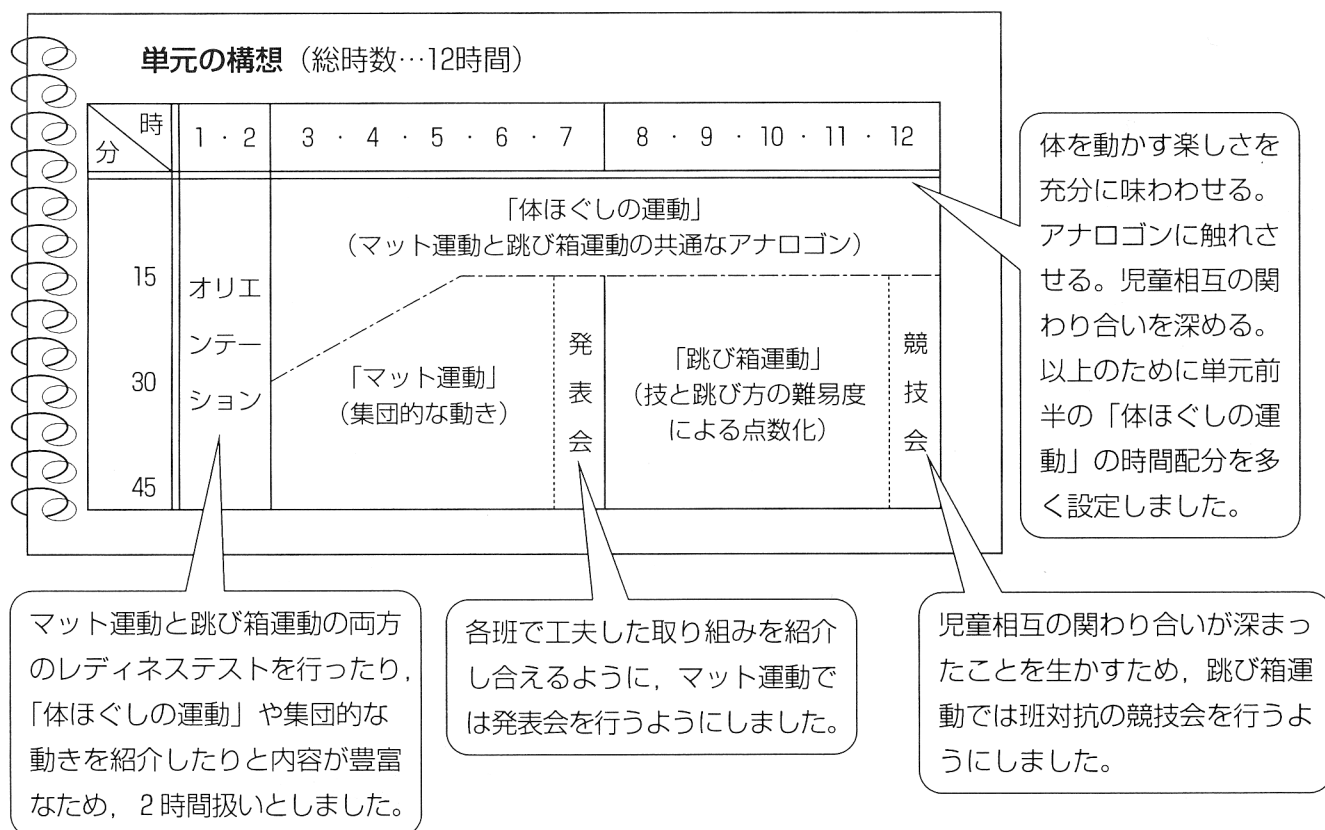 単元の構想（総時数…12時間）
時
分
1・2
3・4・5・6・7
8・9・10・11・12
15
30
45
オリエ
ンテー
ション
「体ほぐしの運動」
（マット運動と跳び箱運動の共通なアナロゴン）
「マット運動」
（集団的な動き）
発
表
会
「跳び箱運動」
（技と跳び方の難易度
による点数化）
競
技
会
体を動かす楽しさを
充分に味わわせる。
アナロゴンに触れさ
せる。児童相互の関
わり合いを深める。
以上のために単元前
半の「体ほぐしの運
動」の時間配分を多
く設定しました。
マット運動と跳び箱運動の両方
のレディネステストを行ったり，
「体ほぐしの運動」や集団的な
動きを紹介したりと内容が豊富
なため，２時間扱いとしました。
各班で工夫した取り組みを紹介
し合えるように，マット運動で
は発表会を行うようにしました。
児童相互の関わり合いが深まっ
たことを生かすため，跳び箱運
動では班対抗の競技会を行うよ
うにしました。